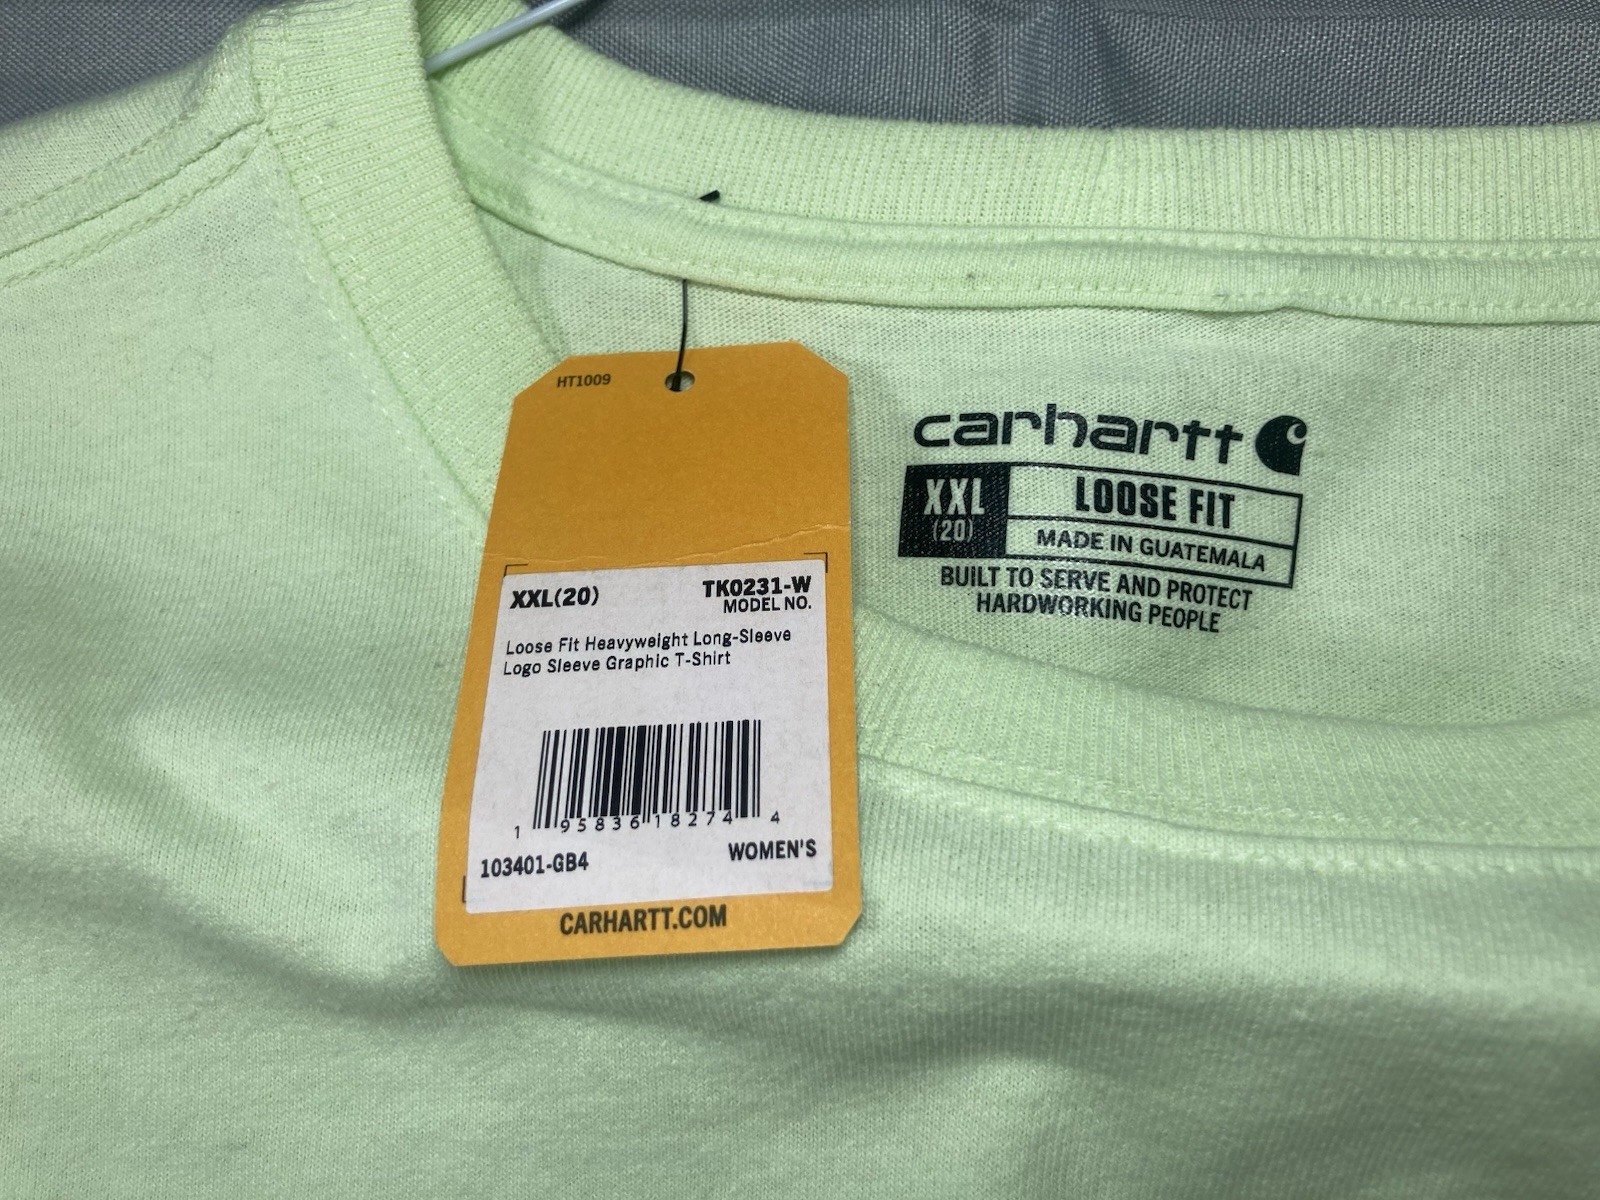 HT1009
XXL(20)
TK0231-W
MODEL NO.
Loose Fit Heavyweight Long-Sleeve
Logo Sleeve Graphic T-Shirt
1 95836 18274 4
103401-GB4
WOMEN'S
CARHARTT.COM
carhartt
XXL
(20)
LOOSE FIT
MADE IN GUATEMALA
BUILT TO SERVE AND PROTECT
HARDWORKING PEOPLE